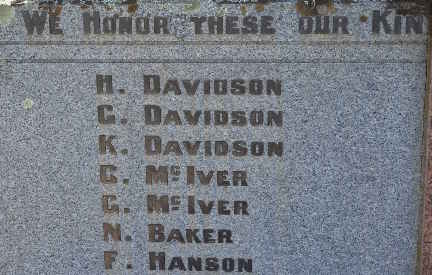 WE HONOR THESE OUR KIN
H. DAVIDSON
G. DAVIDSON
K. DAVIDSON
C. McIVER
G. McIVER
N. BAKER
F. HANSON